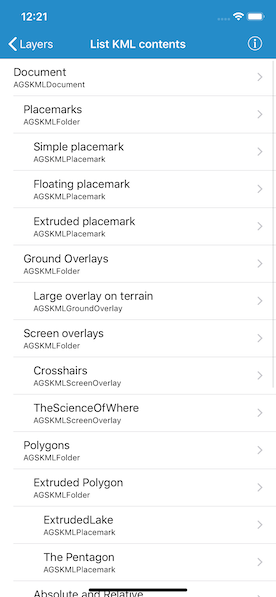 12:21
Layers
List KML contents
Document
AGSKMLDocument
Placemarks
AGSKMLFolder
Simple placemark
AGSKMLPlacemark
Floating placemark
AGSKMLPlacemark
Extruded placemark
AGSKMLPlacemark
Ground Overlays
AGSKMLFolder
Large overlay on terrain
AGSKMLGroundOverlay
Screen overlays
AGSKMLFolder
Crosshairs
AGSKMLScreenOverlay
TheScienceOfWhere
AGSKMLScreenOverlay
Polygons
AGSKMLFolder
Extruded Polygon
AGSKMLFolder
ExtrudedLake
AGSKMLPlacemark
The Pentagon
AGSKMLPlacemark
Absolute and Relative